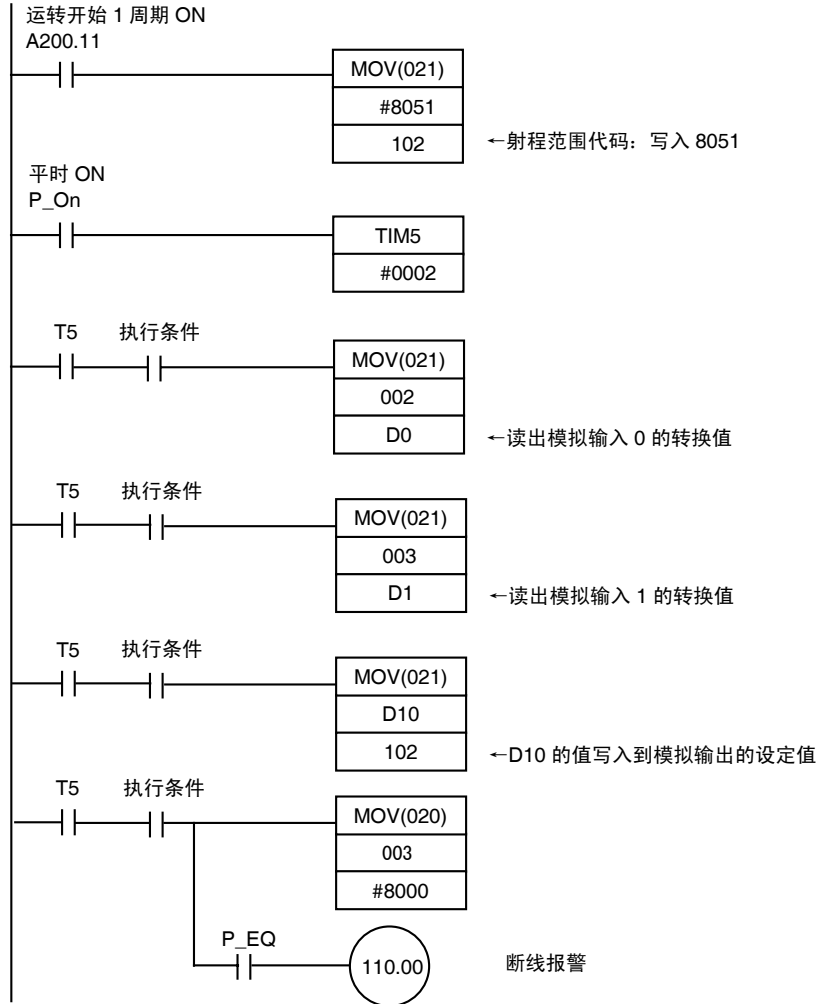 运转开始 1 周期 ON
A200.11
MOV(021)
#8051
102
←射程范围代码：写入 8051
平时 ON
P_On
TIM5
#0002
T5 执行条件
MOV(021)
002
D0
←读出模拟输入 0 的转换值
T5 执行条件
MOV(021)
003
D1
←读出模拟输入 1 的转换值
T5 执行条件
MOV(021)
D10
102
←D10 的值写入到模拟输出的设定值
T5 执行条件
MOV(020)
003
#8000
P_EQ
110.00
断线报警